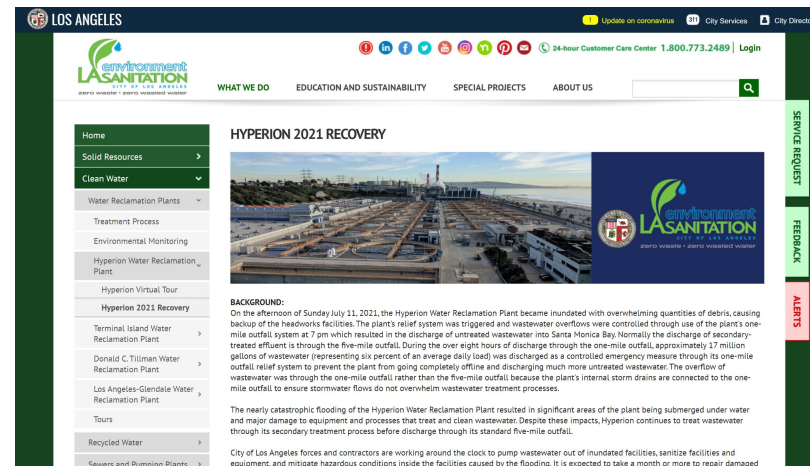 LOS ANGELES
! Update on coronavirus
311 City Services
City Directo
environment
LA SANITATION
CITY OF LOS ANGELES
zero waste • zero wasted water
24-hour Customer Care Center 1.800.773.2489 | Login
WHAT WE DO EDUCATION AND SUSTAINABILITY SPECIAL PROJECTS ABOUT US
Home
Solid Resources
Clean Water
Water Reclamation Plants
Treatment Process
Environmental Monitoring
Hyperion Water Reclamation
Plant
Hyperion Virtual Tour
Hyperion 2021 Recovery
Terminal Island Water
Reclamation Plant
Donald C. Tillman Water
Reclamation Plant
Los Angeles-Glendale Water
Reclamation Plant
Tours
Recycled Water
Sewers and Pumping Plants
HYPERION 2021 RECOVERY
environment
LA SANITATION
CITY OF LOS ANGELES
zero waste • zero wasted water
BACKGROUND:
On the afternoon of Sunday July 11, 2021, the Hyperion Water Reclamation Plant became inundated with overwhelming quantities of debris, causing
backup of the headworks facilities. The plant's relief system was triggered and wastewater overflows were controlled through use of the plant's one-
mile outfall system at 7 pm which resulted in the discharge of untreated wastewater into Santa Monica Bay. Normally the discharge of secondary-
treated effluent is through the five-mile outfall. During the over eight hours of discharge through the one-mile outfall, approximately 17 million
gallons of wastewater (representing six percent of an average daily load) was discharged as a controlled emergency measure through its one-mile
outfall relief system to prevent the plant from going completely offline and discharging much more untreated wastewater. The overflow of
wastewater was through the one-mile outfall rather than the five-mile outfall because the plant's internal storm drains are connected to the one-
mile outfall to ensure stormwater flows do not overwhelm wastewater treatment processes.
The nearly catastrophic flooding of the Hyperion Water Reclamation Plant resulted in significant areas of the plant being submerged under water
and major damage to equipment and processes that treat and clean wastewater. Despite these impacts, Hyperion continues to treat wastewater
through its secondary treatment process before discharge through its standard five-mile outfall.
City of Los Angeles forces and contractors are working around the clock to pump wastewater out of inundated facilities, sanitize facilities and
equipment, and mitigate hazardous conditions inside the facilities caused by the flooding. It is expected to take a month or more to repair damaged
SERVICE REQUEST
FEEDBACK
ALERTS